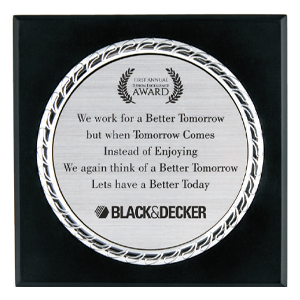 FIRST ANNUAL
EXCELLENCE
AWARD
We work for a Better Tomorrow
but when Tomorrow Comes
Instead of Enjoying
We again think of a Better Tomorrow
Lets have a Better Today
BLACK&DECKER